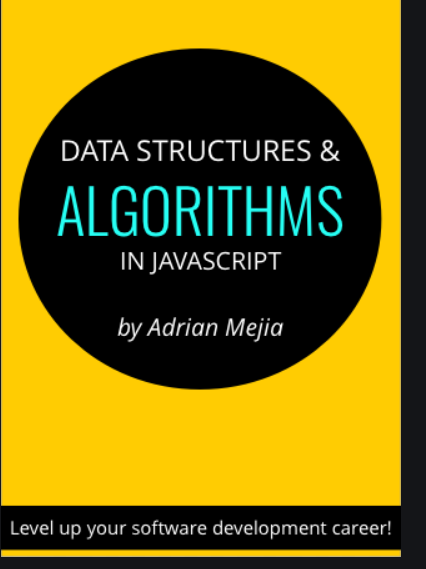 DATA STRUCTURES &
ALGORITHMS
IN JAVASCRIPT
by Adrian Mejia
Level up your software development career!